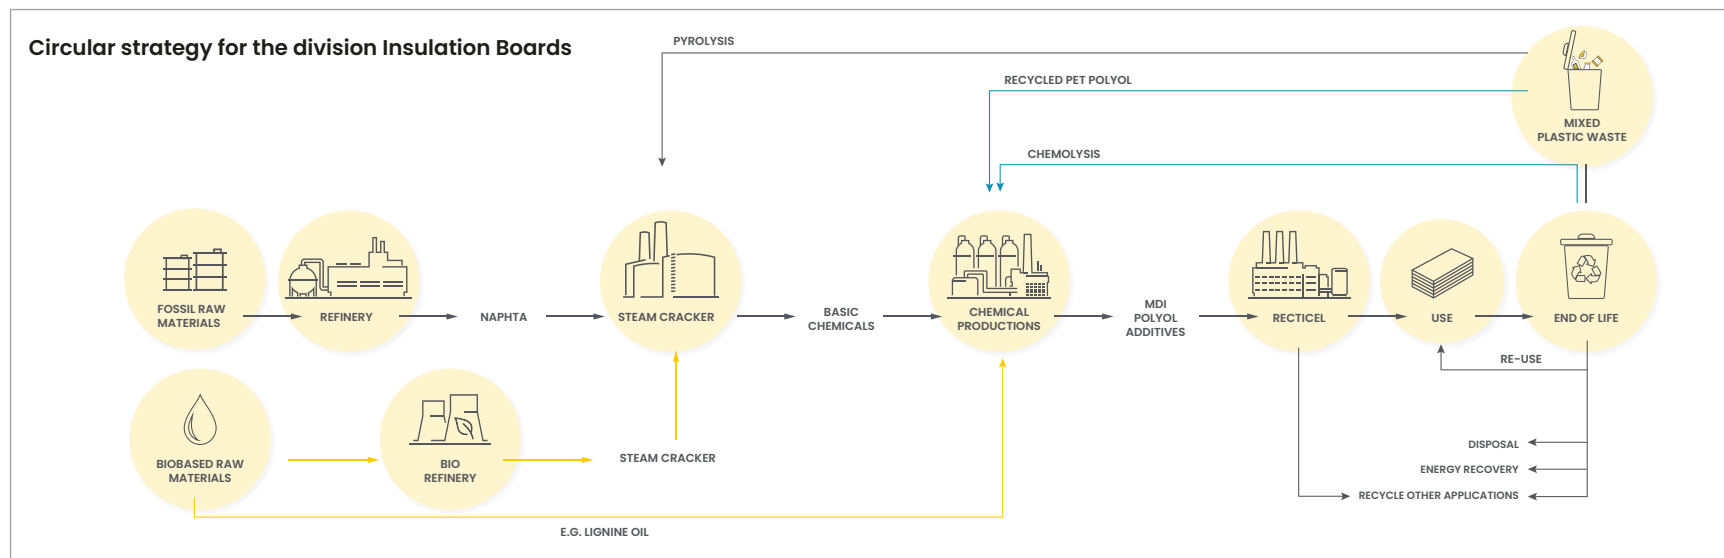 Circular strategy for the division Insulation Boards
PYROLYSIS
RECYCLED PET POLYOL
MIXED
PLASTIC WASTE
CHEMOLYSIS
FOSSIL RAW
MATERIALS
REFINERY
NAPHTA
STEAM CRACKER
BASIC
CHEMICALS
CHEMICAL
PRODUCTIONS
MDI
POLYOL
ADDITIVES
RECTICEL
USE
END OF LIFE
RE-USE
BIOBASED RAW
MATERIALS
BIO
REFINERY
STEAM CRACKER
DISPOSAL
ENERGY RECOVERY
RECYCLE OTHER APPLICATIONS
E.G. LIGNINE OIL